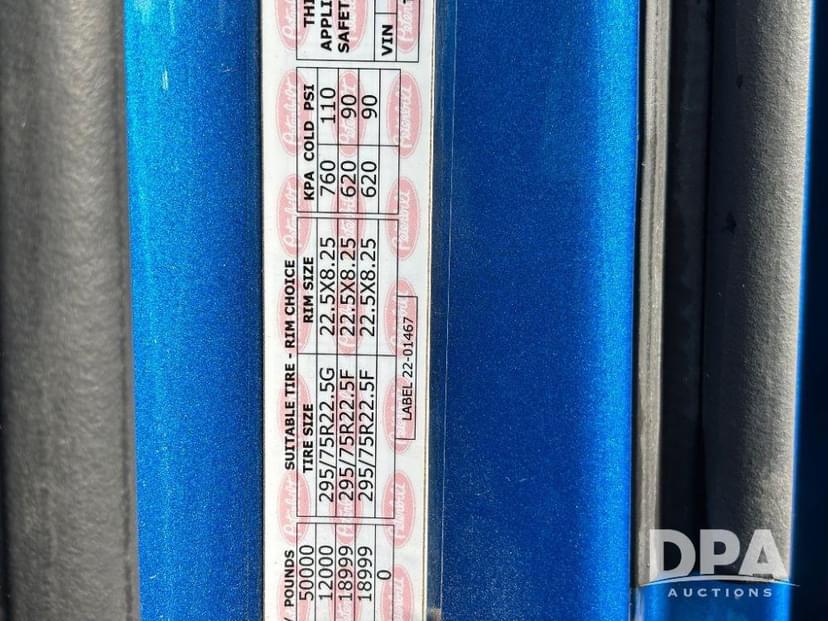 POUNDS SUITABLE TIRE - RIM CHOICE
50000 TIRE SIZE RIM SIZE KPA COLD PSI
12000 295/75R22.5G 22.5X8.25 760 110
18999 295/75R22.5F 22.5X8.25 620 90
18999 295/75R22.5F 22.5X8.25 620 90
0
LABEL 22-01467
THI
APPLI
SAFET
VIN
Peterbilt
DPA
AUCTIONS